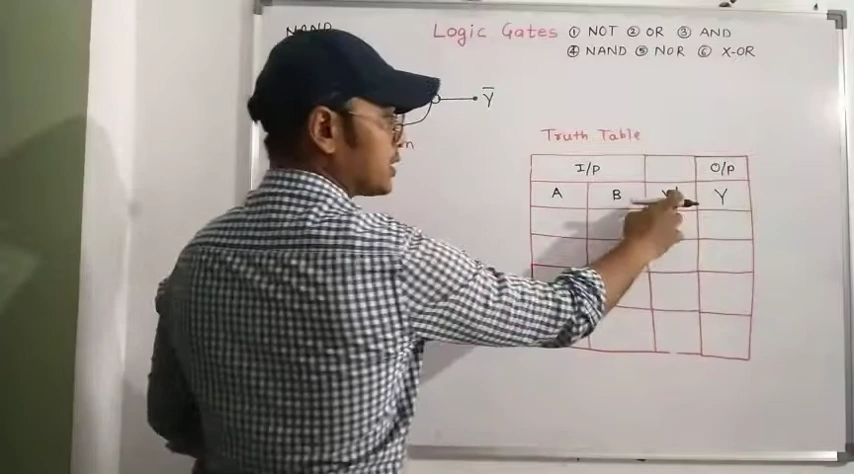 NAND
Logic Gates ① NOT ② OR ③ AND
④ NAND ⑤ NOR ⑥ X-OR
Y̅
Truth Table
I/p O/p
A B Y